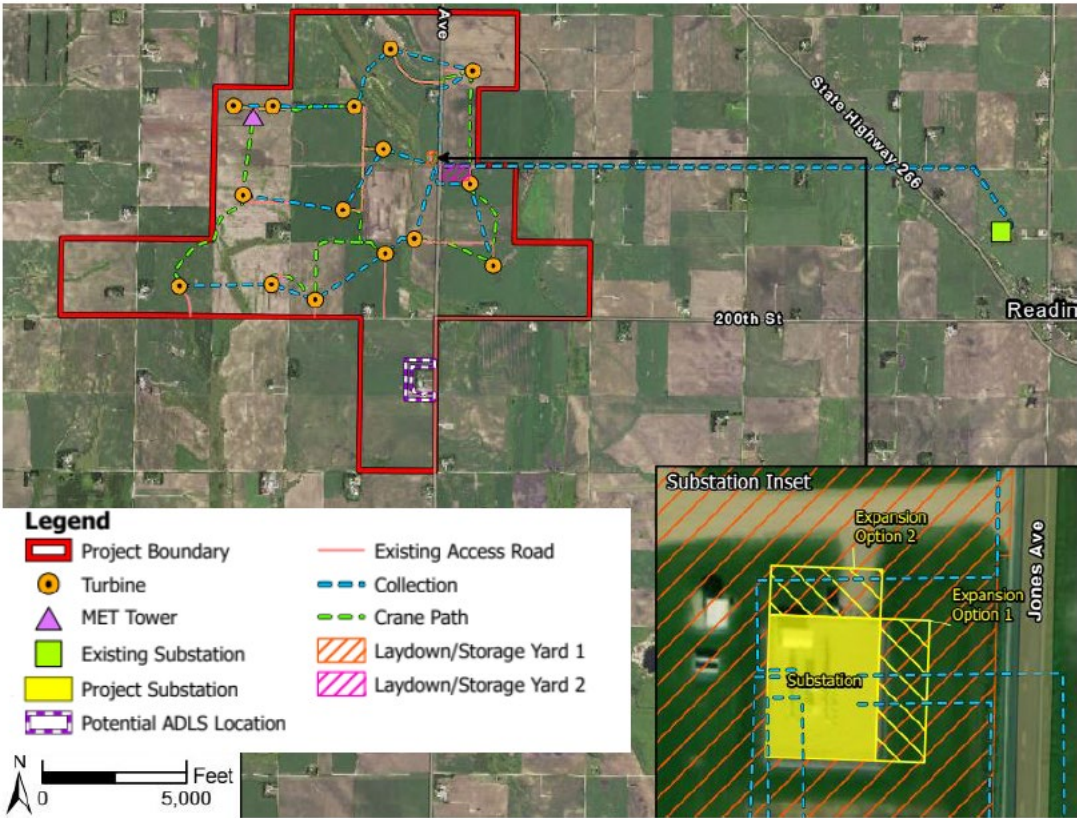 Ave
State Highway 266
200th St
Readin
Substation Inset
Expansion
Option 2
Expansion
Option 1
Substation
Jones Ave
Legend
Project Boundary
Turbine
MET Tower
Existing Substation
Project Substation
Potential ADLS Location
Existing Access Road
Collection
Crane Path
Laydown/Storage Yard 1
Laydown/Storage Yard 2
N
Feet
0
5,000